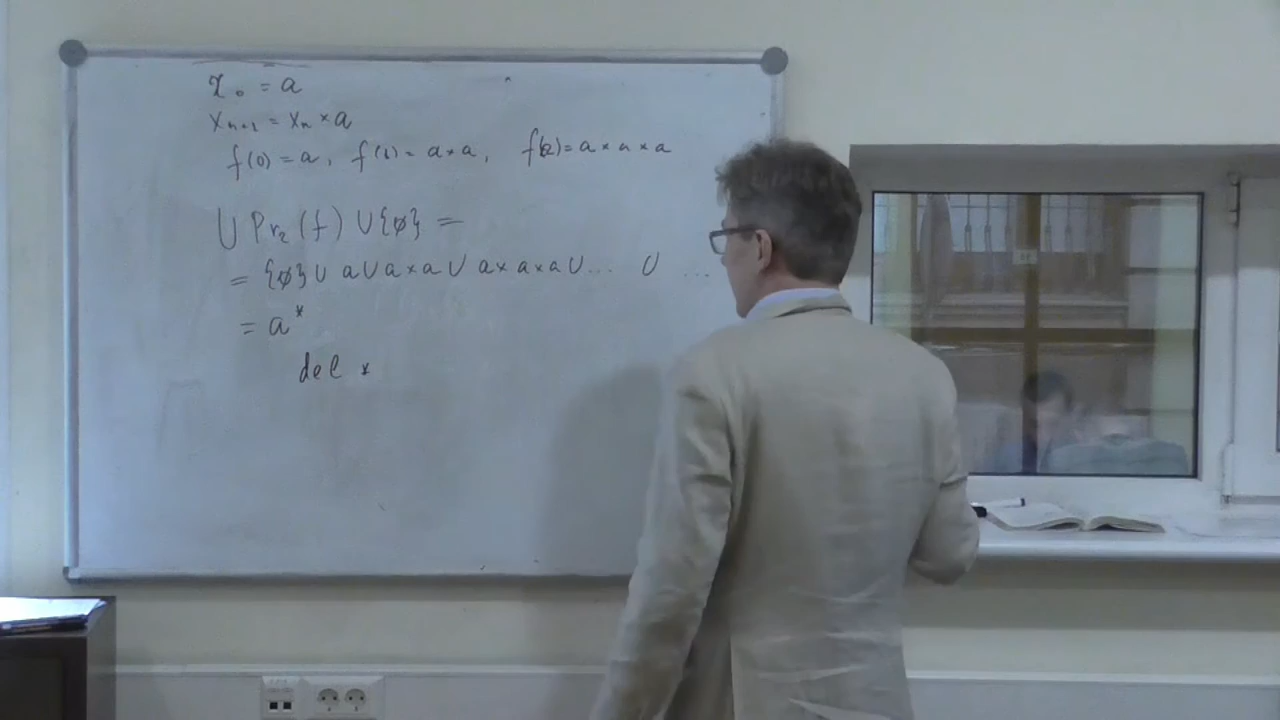 x₀ = a
xₙ₊₁ = xₙ × a
f(0) = a, f(1) = a × a, f(2) = a × a × a
∪ Pr₂(f) ∪ {∅} =
= {∅} ∪ a ∪ a × a ∪ a × a × a ∪ ... ∪ ...
= a*
del *